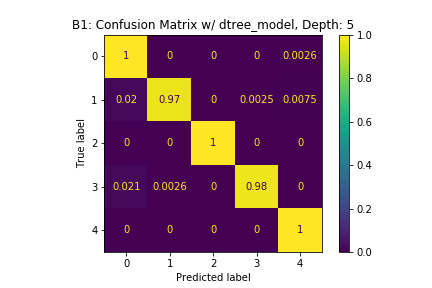 B1: Confusion Matrix w/ dtree_model, Depth: 5
0 1 0 0 0 0.0026
1 0.02 0.97 0 0.0025 0.0075
2 0 0 1 0 0
3 0.021 0.0026 0 0.98 0
4 0 0 0 0 1
0 1 2 3 4
True label
Predicted label
1.0
0.8
0.6
0.4
0.2
0.0